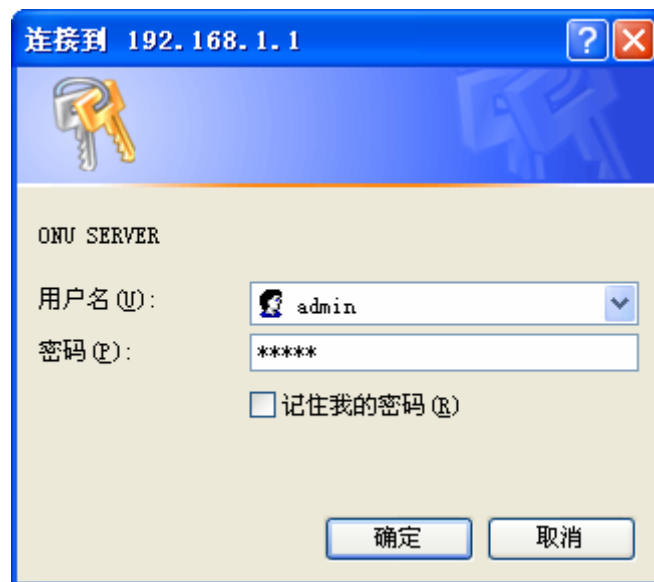 连接到 192.168.1.1
ONU SERVER
用户名(U):
admin
密码(P):
*****
记住我的密码(R)
确定
取消